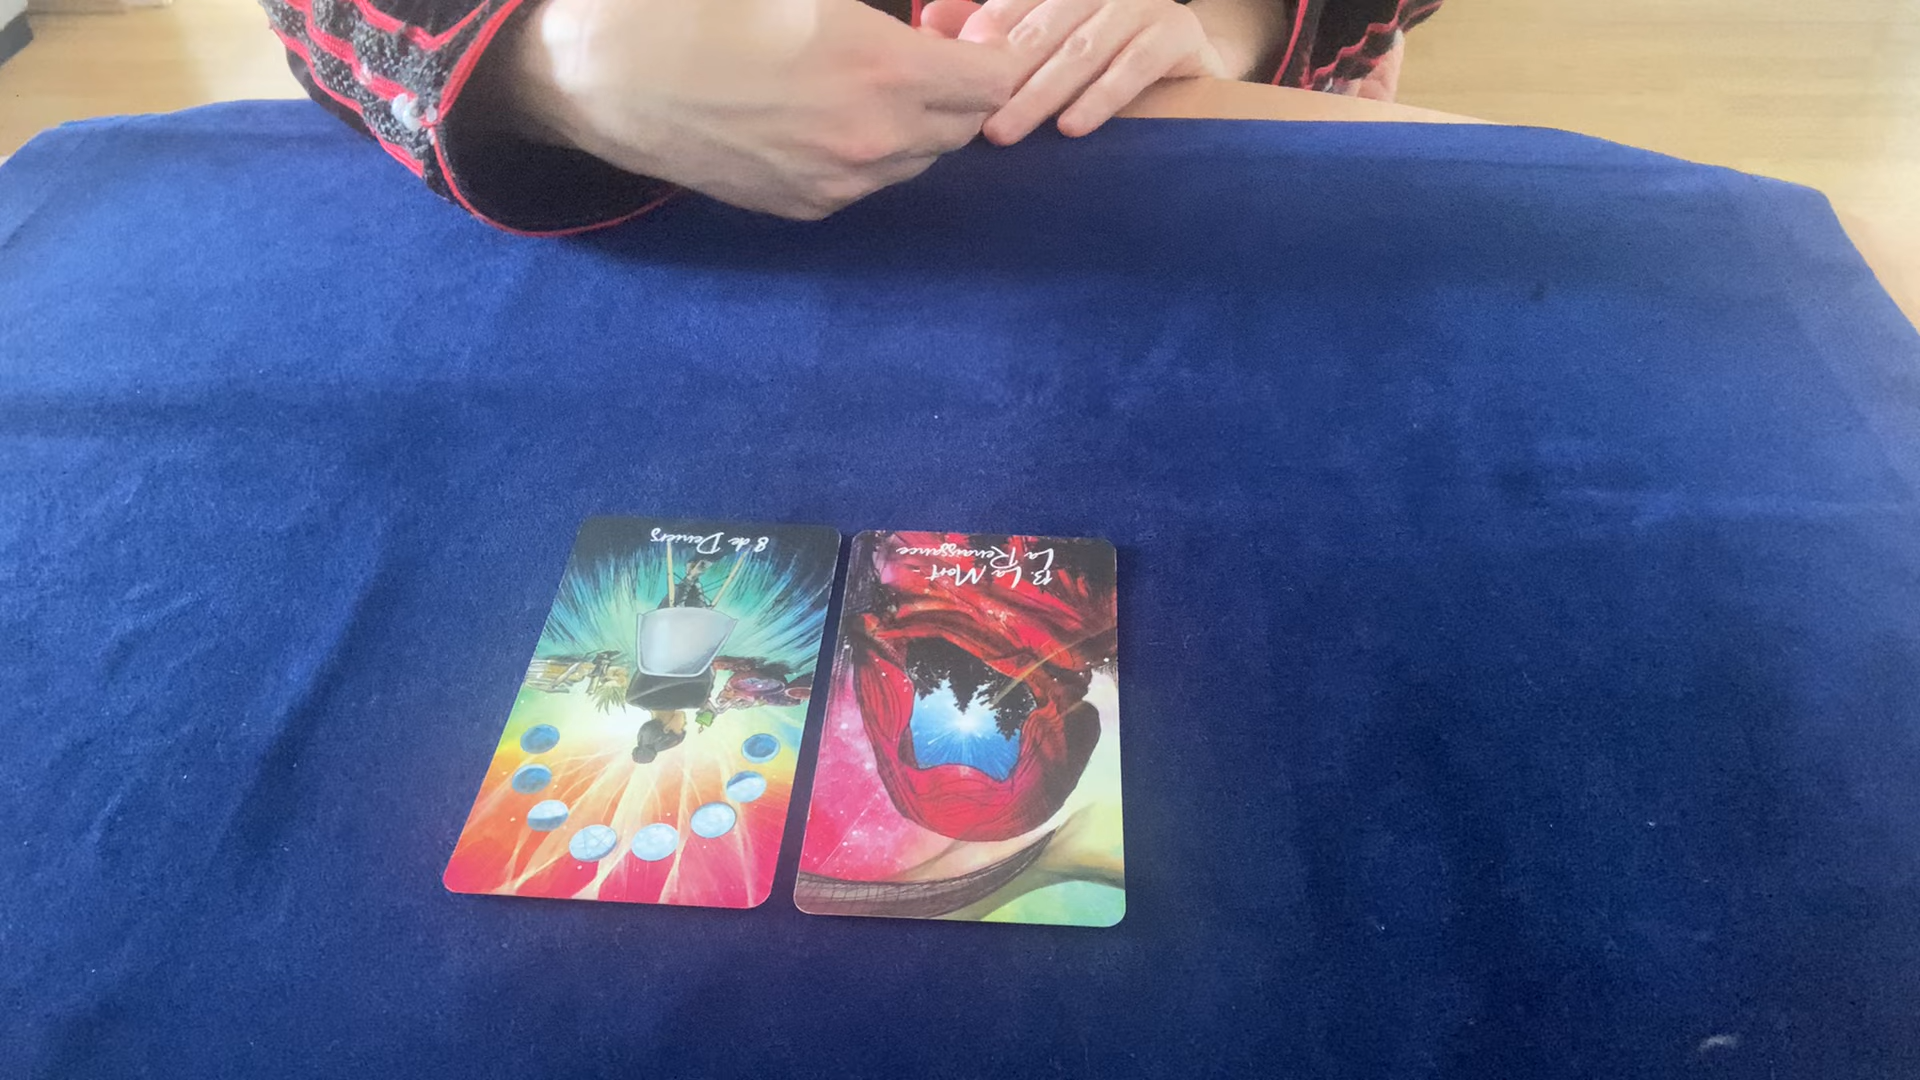 8 de Deniers
13. La Mort -
La Renaissance